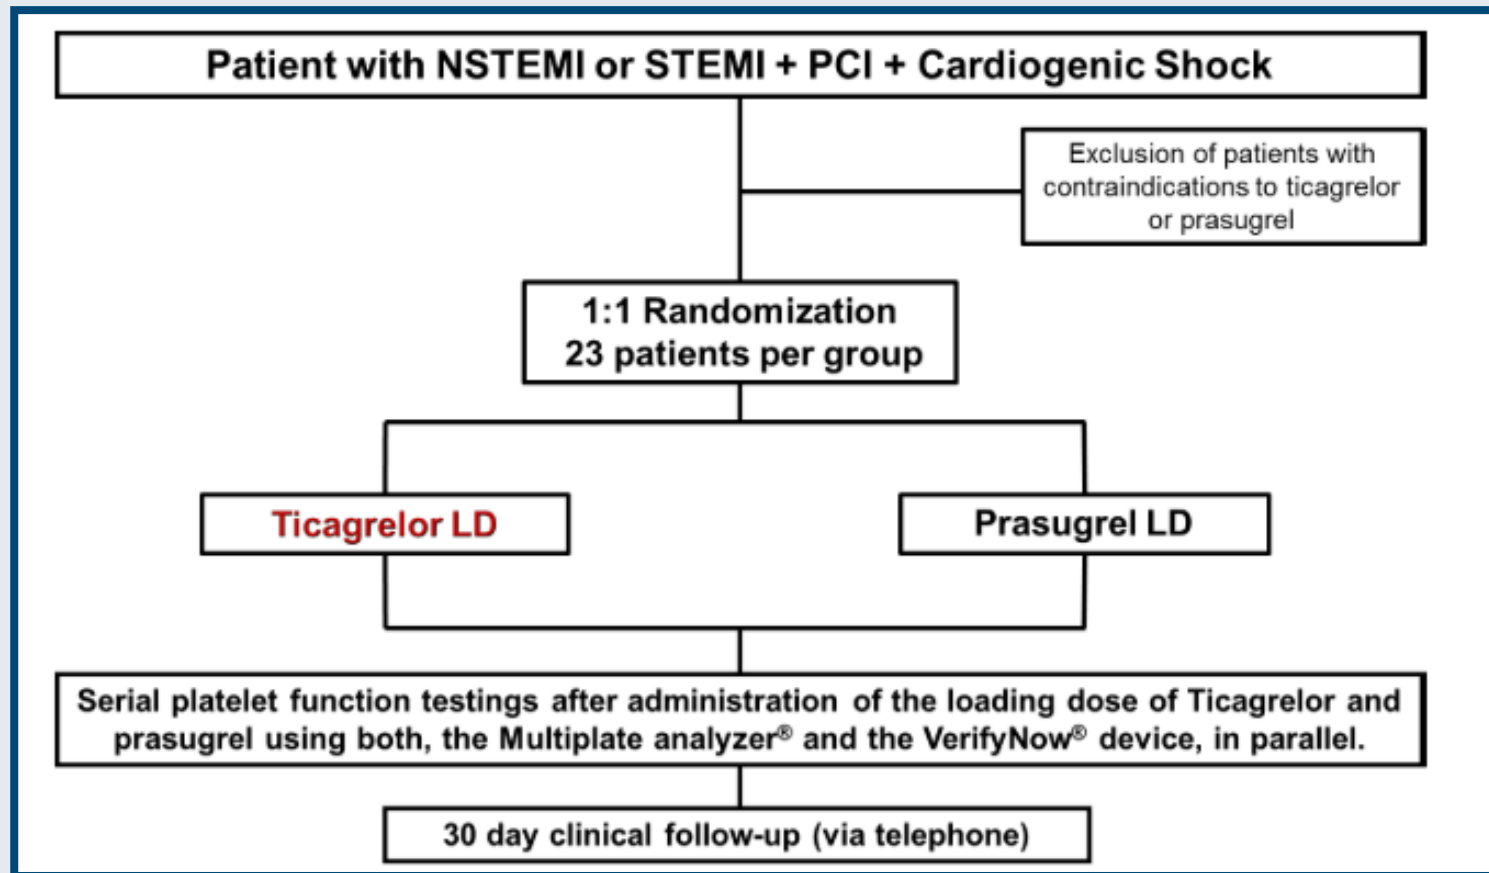 Patient with NSTEMI or STEMI + PCI + Cardiogenic Shock
Exclusion of patients with
contraindications to ticagrelor
or prasugrel
1:1 Randomization
23 patients per group
Ticagrelor LD
Prasugrel LD
Serial platelet function testings after administration of the loading dose of Ticagrelor and
prasugrel using both, the Multiplate analyzer® and the VerifyNow® device, in parallel.
30 day clinical follow-up (via telephone)